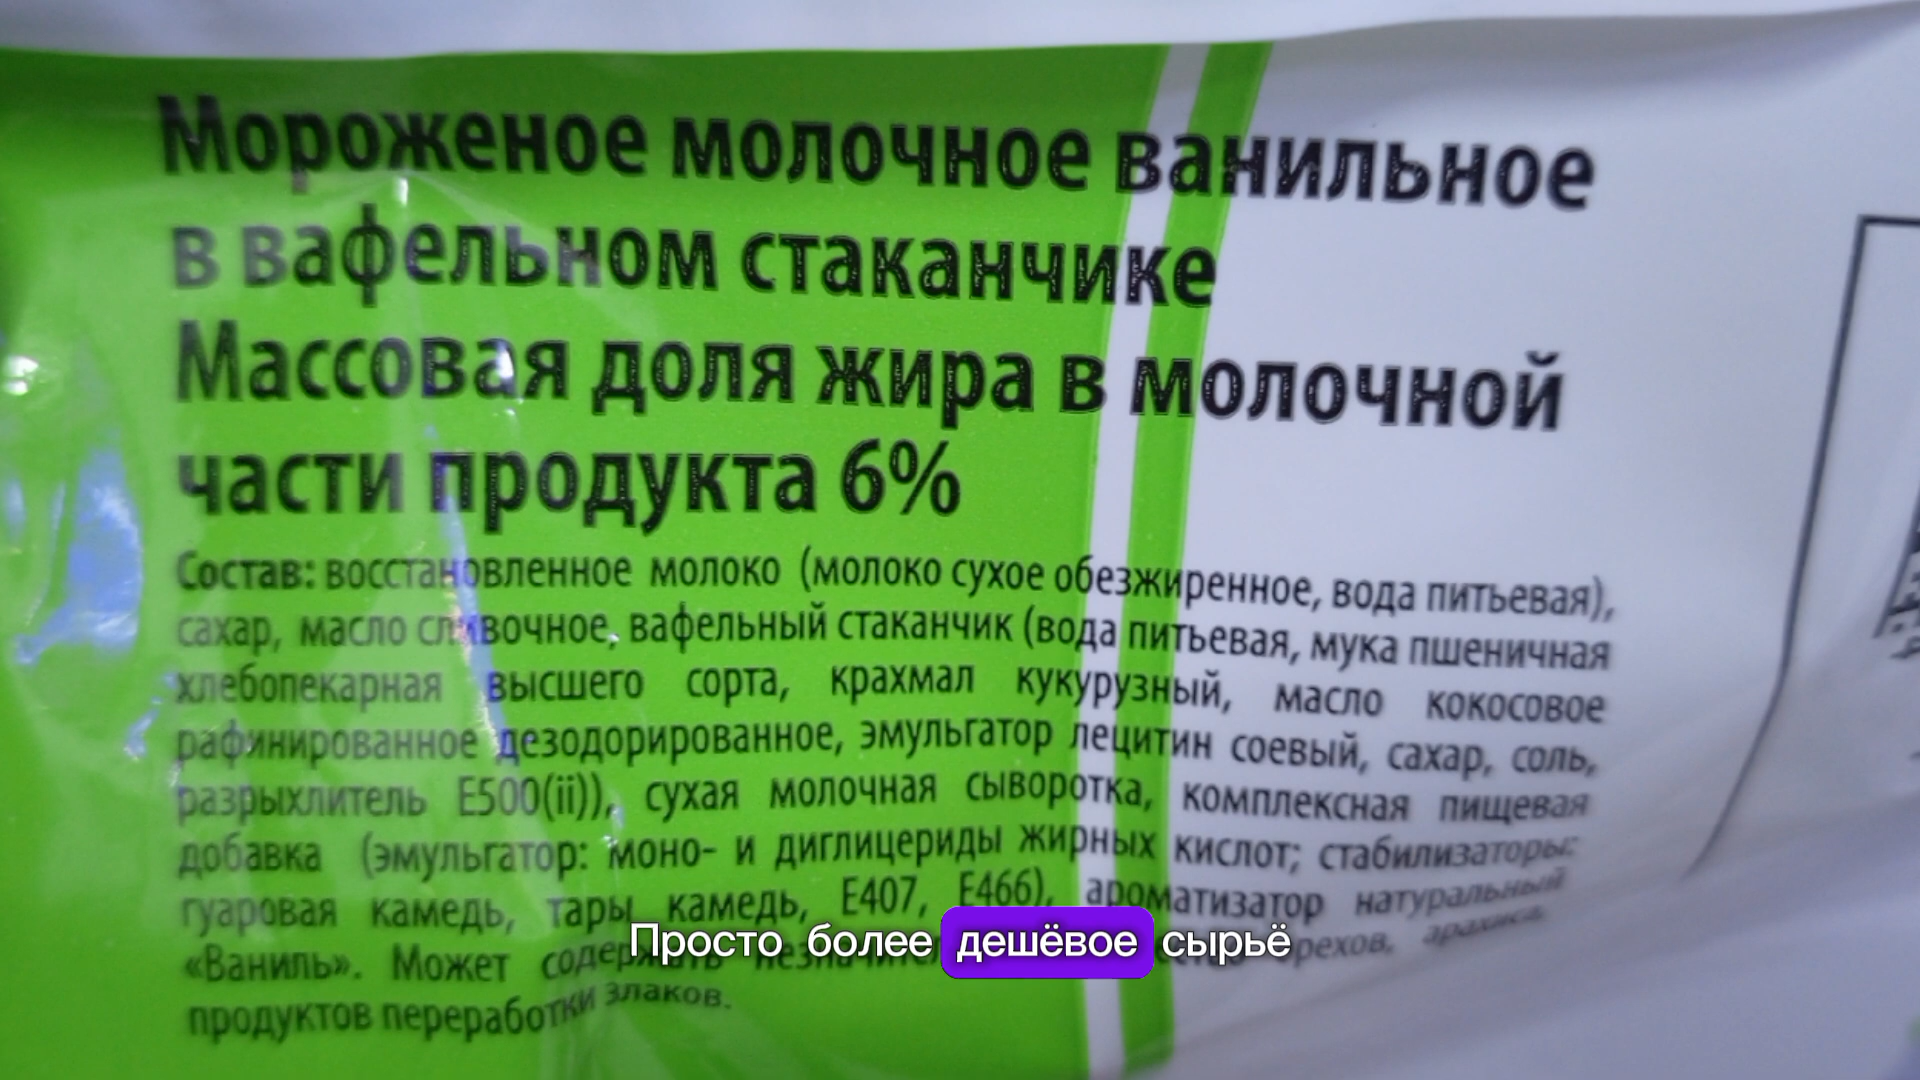 Мороженое молочное ванильное
в вафельном стаканчике
Массовая доля жира в молочной
части продукта 6%
Состав: восстановленное молоко (молоко сухое обезжиренное, вода питьевая),
сахар, масло сливочное, вафельный стаканчик (вода питьевая, мука пшеничная
хлебопекарная высшего сорта, крахмал кукурузный, масло кокосовое
рафинированное дезодорированное, эмульгатор лецитин соевый, сахар, соль,
разрыхлитель E500(ii)), сухая молочная сыворотка, комплексная пищевая
добавка (эмульгатор: моно- и диглицериды жирных кислот; стабилизаторы:
гуаровая камедь, тары камедь, E407, E466), ароматизатор натуральный
«Ваниль». Может содержать орехов, арахиса,
продуктов переработки злаков.
Просто более дешёвое сырьё